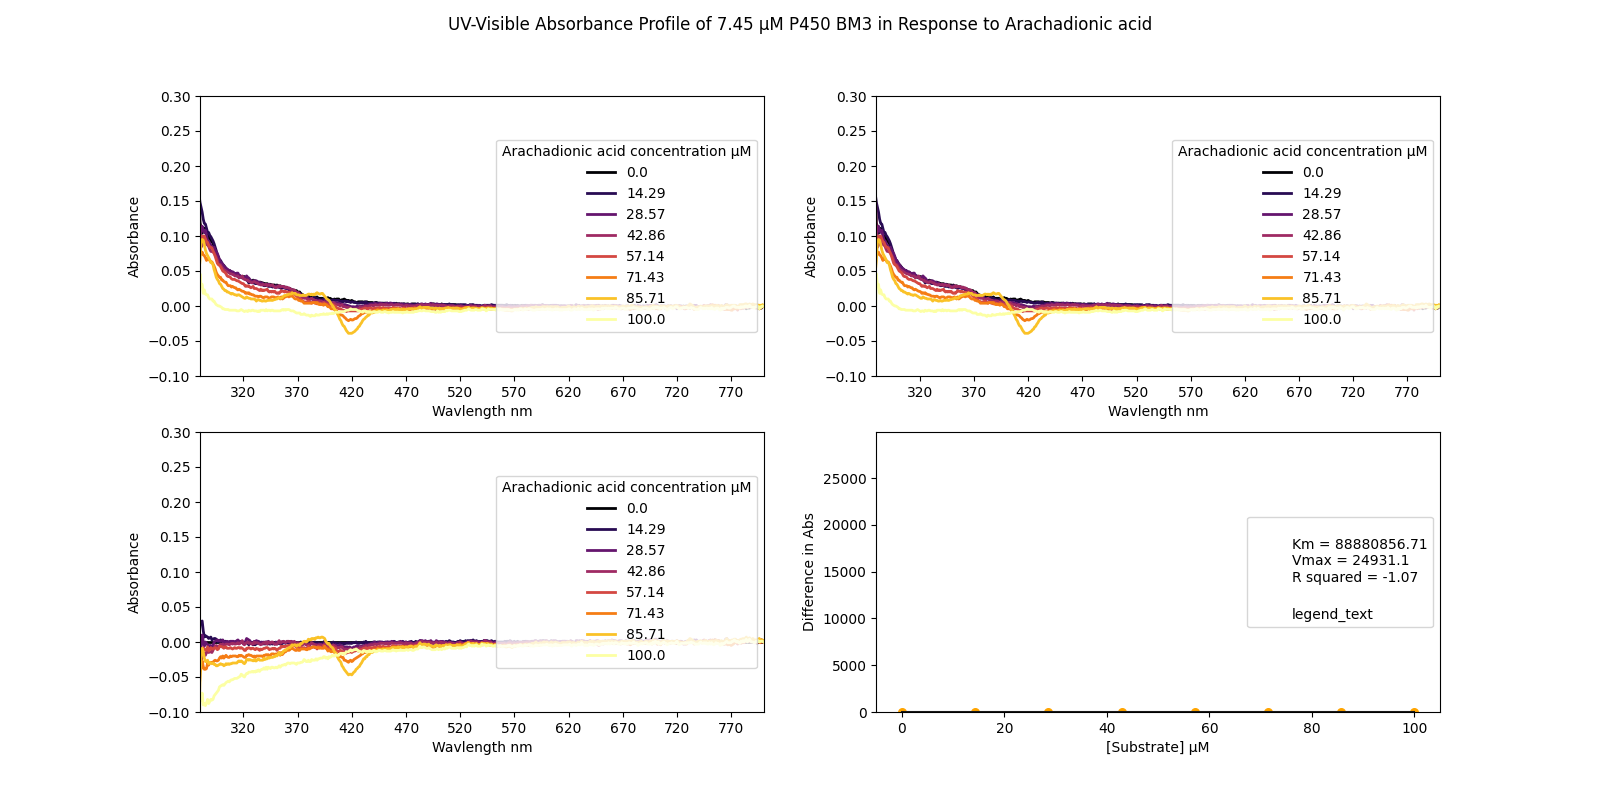 UV-Visible Absorbance Profile of 7.45 μM P450 BM3 in Response to Arachadionic acid
0.30
0.25
0.20
0.15
0.10
0.05
0.00
−0.05
−0.10
Absorbance
Arachadionic acid concentration μM
0.0
14.29
28.57
42.86
57.14
71.43
85.71
100.0
320 370 420 470 520 570 620 670 720 770
Wavlength nm
0.30
0.25
0.20
0.15
0.10
0.05
0.00
−0.05
−0.10
Absorbance
Arachadionic acid concentration μM
0.0
14.29
28.57
42.86
57.14
71.43
85.71
100.0
320 370 420 470 520 570 620 670 720 770
Wavlength nm
0.30
0.25
0.20
0.15
0.10
0.05
0.00
−0.05
−0.10
Absorbance
Arachadionic acid concentration μM
0.0
14.29
28.57
42.86
57.14
71.43
85.71
100.0
320 370 420 470 520 570 620 670 720 770
Wavlength nm
25000
20000
15000
10000
5000
0
Difference in Abs
Km = 88880856.71
Vmax = 24931.1
R squared = -1.07
legend_text
0 20 40 60 80 100
[Substrate] μM